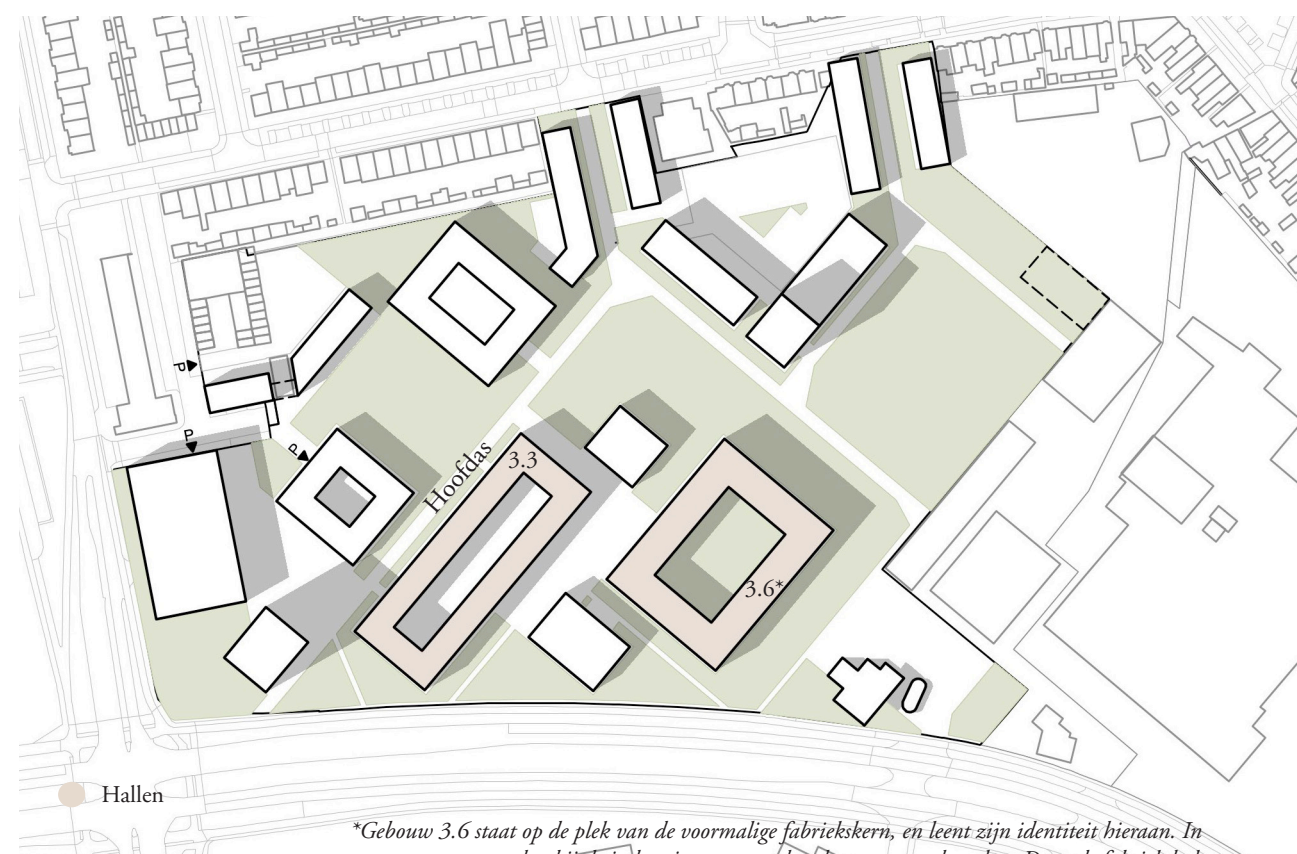 P
P
P
Hoofdas
3.3
3.6*
Hallen
*Gebouw 3.6 staat op de plek van de voormalige fabriekskern, en leent zijn identiteit hieraan. In